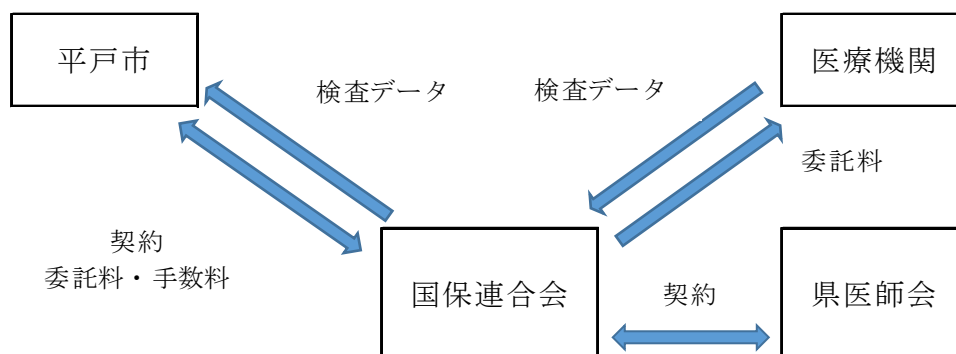 平戸市
医療機関
検査データ
検査データ
委託料
契約
委託料・手数料
国保連合会
契約
県医師会